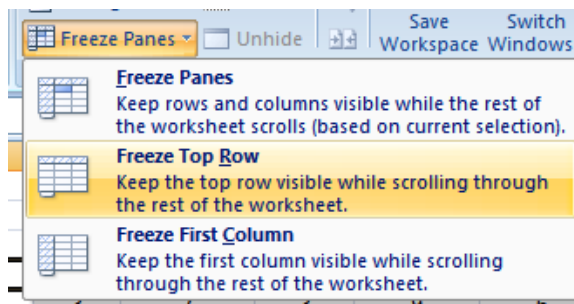 Freeze Panes
Unhide
Save Workspace
Switch Windows
Freeze Panes
Keep rows and columns visible while the rest of
the worksheet scrolls (based on current selection).
Freeze Top Row
Keep the top row visible while scrolling through
the rest of the worksheet.
Freeze First Column
Keep the first column visible while scrolling
through the rest of the worksheet.